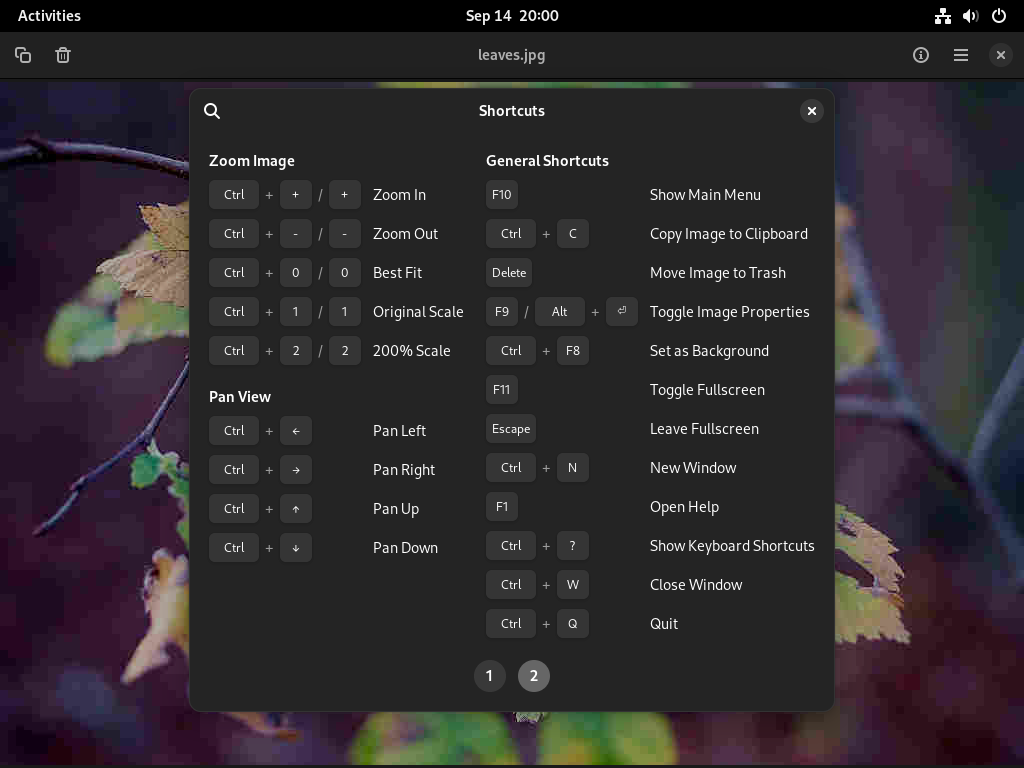 Activities
Sep 14 20:00
leaves.jpg
Shortcuts
Zoom Image
Ctrl + + / + Zoom In
Ctrl + - / - Zoom Out
Ctrl + 0 / 0 Best Fit
Ctrl + 1 / 1 Original Scale
Ctrl + 2 / 2 200% Scale
Pan View
Ctrl + ← Pan Left
Ctrl + → Pan Right
Ctrl + ↑ Pan Up
Ctrl + ↓ Pan Down
General Shortcuts
F10 Show Main Menu
Ctrl + C Copy Image to Clipboard
Delete Move Image to Trash
F9 / Alt + ⏎ Toggle Image Properties
Ctrl + F8 Set as Background
F11 Toggle Fullscreen
Escape Leave Fullscreen
Ctrl + N New Window
F1 Open Help
Ctrl + ? Show Keyboard Shortcuts
Ctrl + W Close Window
Ctrl + Q Quit
1 2